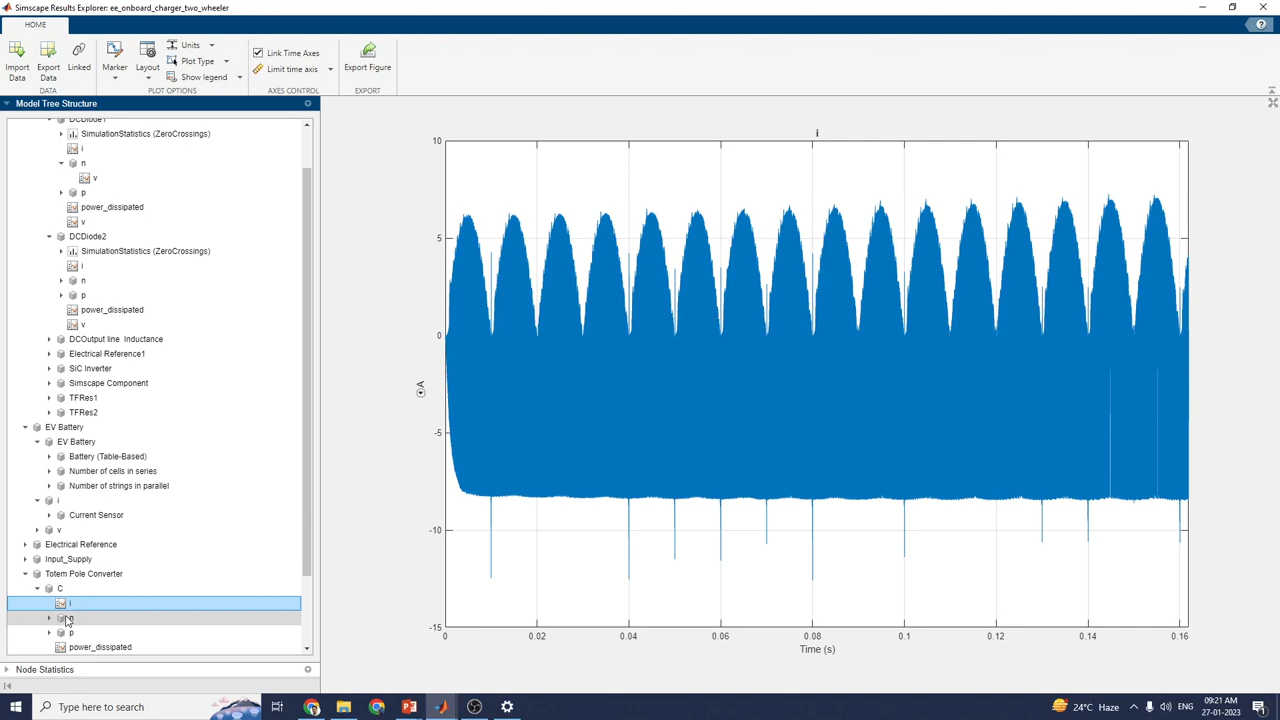 Simscape Results Explorer: ee_onboard_charger_two_wheeler
HOME
Import Data
Export Data
Linked
DATA
Marker
Layout
Units
Plot Type
Show legend
PLOT OPTIONS
Link Time Axes
Limit time axis
AXES CONTROL
Export Figure
EXPORT
Model Tree Structure
DCDiode1
SimulationStatistics (ZeroCrossings)
i
n
v
p
power_dissipated
v
DCDiode2
SimulationStatistics (ZeroCrossings)
i
n
p
power_dissipated
v
DCOutput line Inductance
Electrical Reference1
SiC Inverter
Simscape Component
TFRes1
TFRes2
EV Battery
EV Battery
Battery (Table-Based)
Number of cells in series
Number of strings in parallel
i
Current Sensor
v
Electrical Reference
Input_Supply
Totem Pole Converter
C
i
n
p
power_dissipated
Node Statistics
i
10
5
0
-5
-10
-15
A
0 0.02 0.04 0.06 0.08 0.1 0.12 0.14 0.16
Time (s)
Type here to search
24°C Haze
ENG
09:21 AM
27-01-2023
1